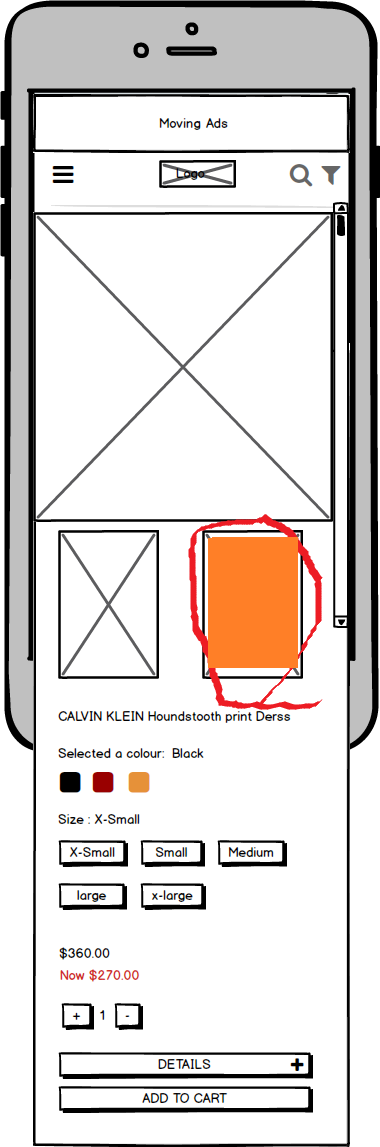 Moving Ads
Logo
CALVIN KLEIN Houndstooth print Derss
Selected a colour: Black
Size : X-Small
X-Small Small Medium
large x-large
$360.00
Now $270.00
+ 1 -
DETAILS +
ADD TO CART